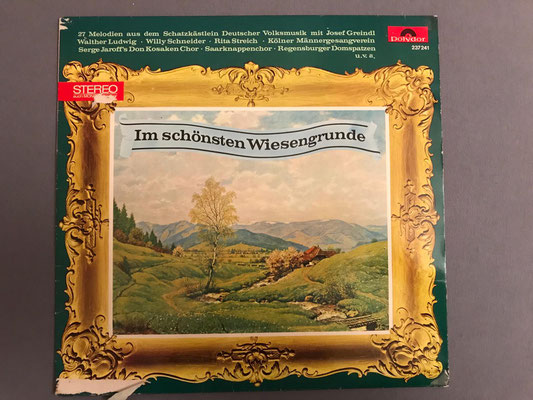 27 Melodien aus dem Schatzkästlein Deutscher Volksmusik mit Josef Greindl
Walther Ludwig · Willy Schneider · Rita Streich · Kölner Männergesangverein
Serge Jaroff's Don Kosaken Chor · Saarknappenchor · Regensburger Domspatzen
u.v.a.
Polydor
237 241
STEREO
Im schönsten Wiesengrunde